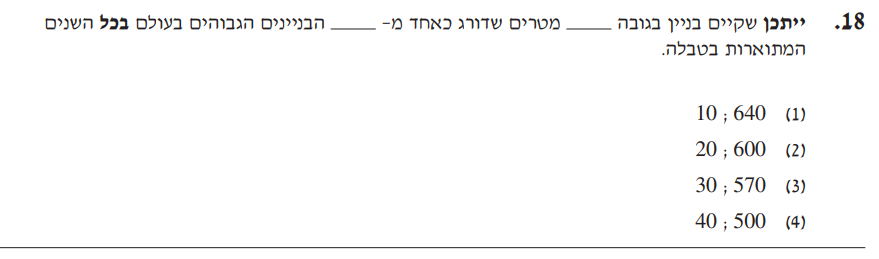 18. ייתכן שקיים בניין בגובה _____ מטרים שדורג כאחד מ- _____ הבניינים הגבוהים בעולם בכל השנים
המתוארות בטבלה.
(1) 640 ; 10
(2) 600 ; 20
(3) 570 ; 30
(4) 500 ; 40